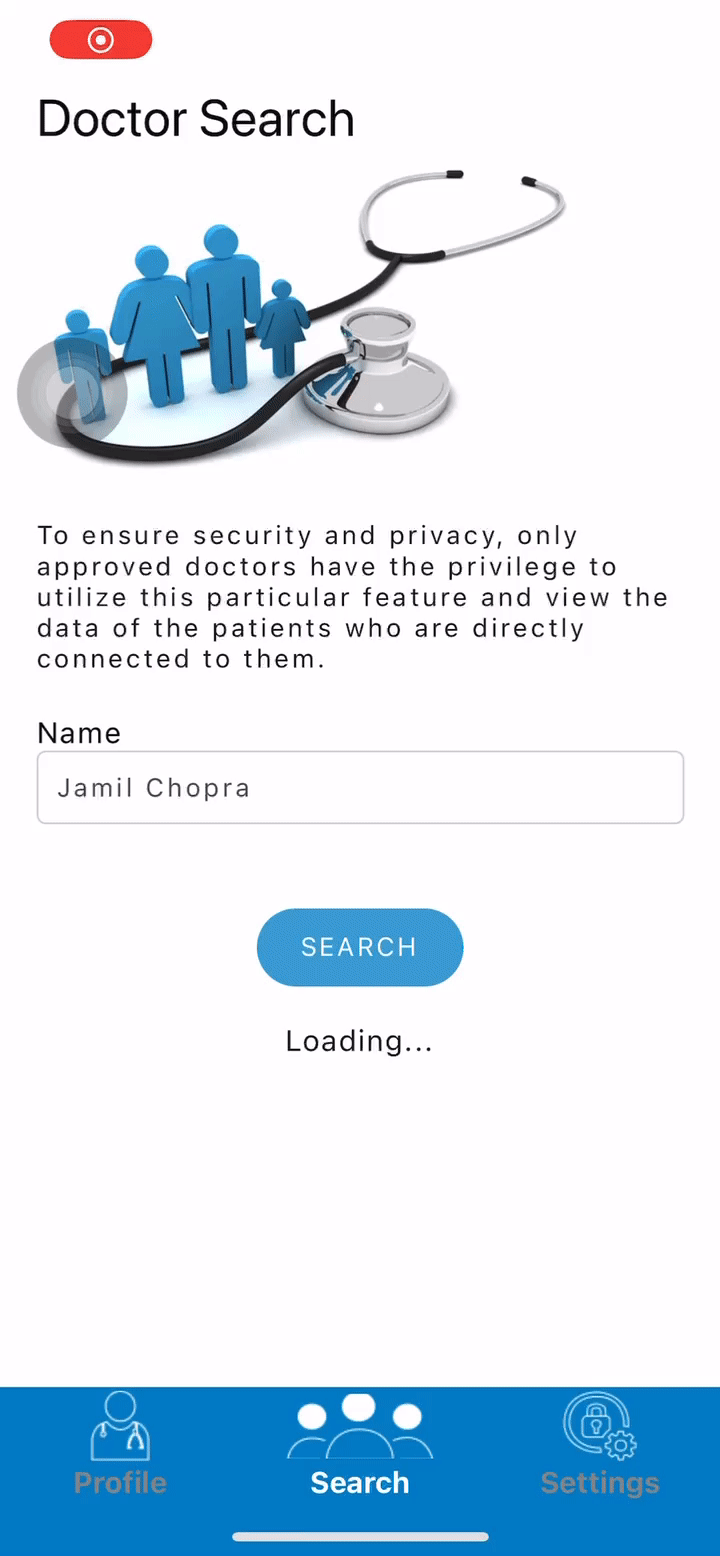 Doctor Search
To ensure security and privacy, only
approved doctors have the privilege to
utilize this particular feature and view the
data of the patients who are directly
connected to them.
Name
Jamil Chopra
SEARCH
Loading...
Profile
Search
Settings